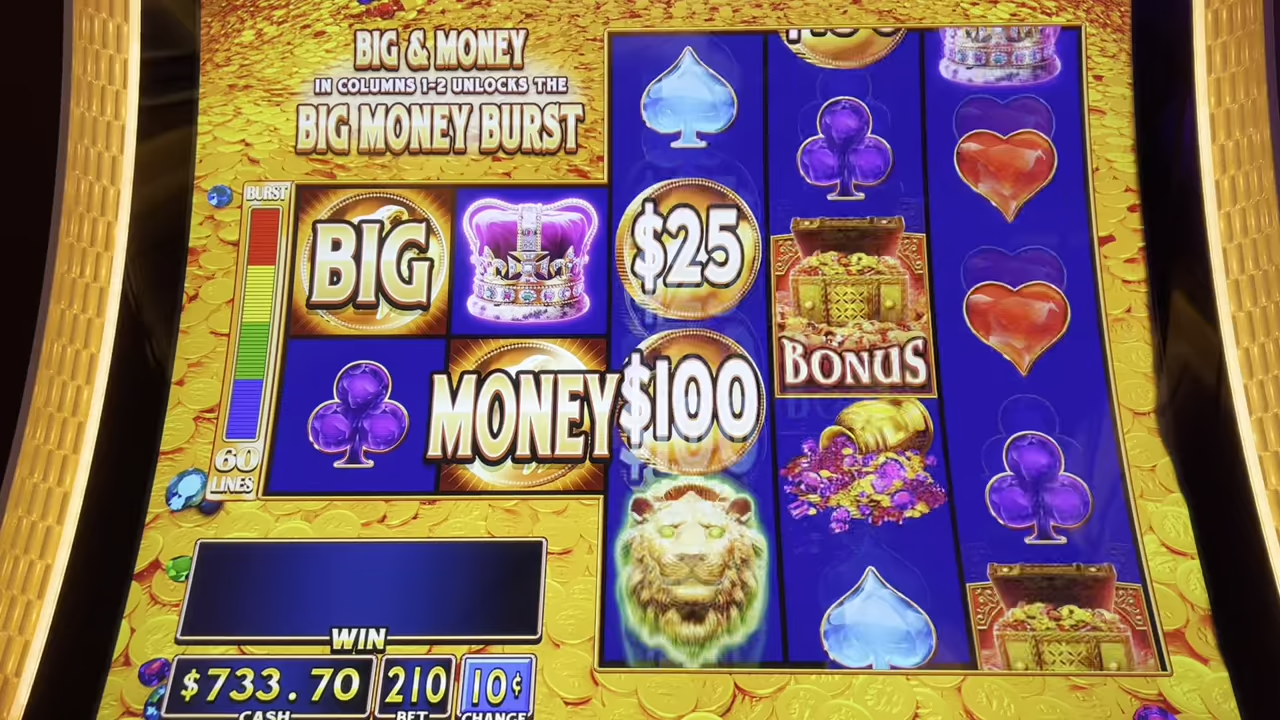 BIG & MONEY
IN COLUMNS 1-2 UNLOCKS THE
BIG MONEY BURST
BURST
BIG
$25
MONEY
$100
BONUS
60
LINES
WIN
$733.70
210
10¢
CASH
BET
CHANGE